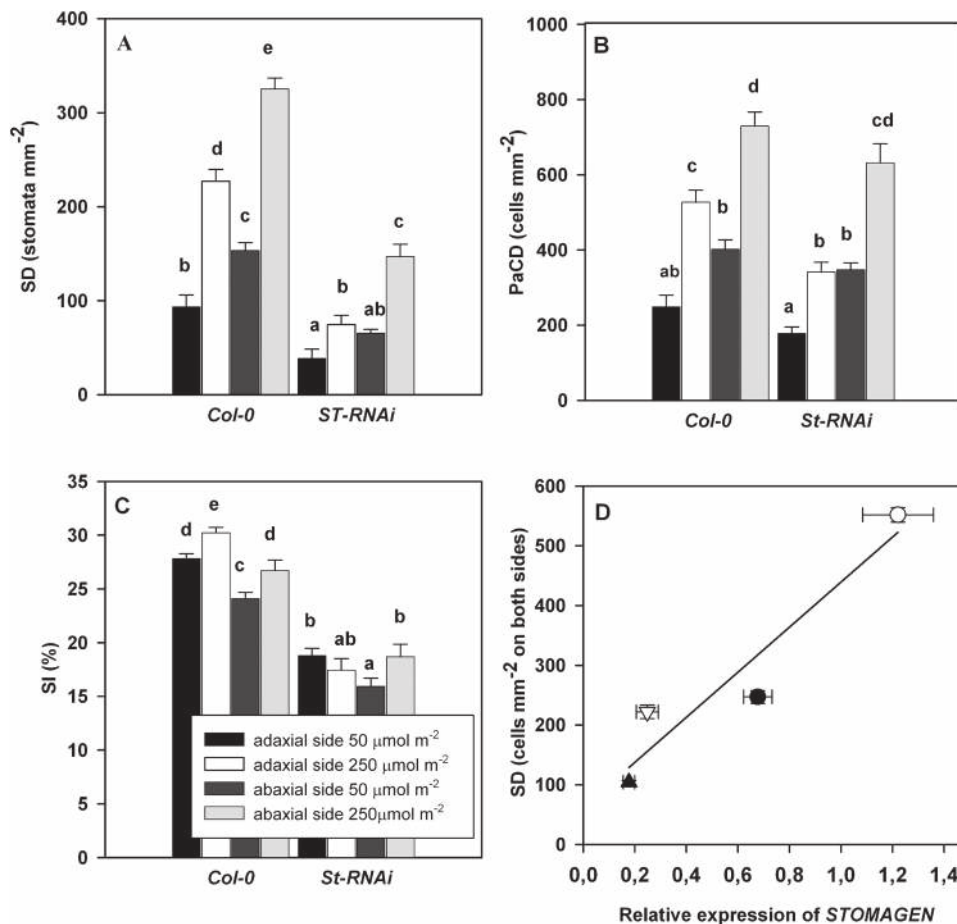 A
SD (stomata mm-2)
400
300
200
100
0
b
d
c
e
a
b
ab
c
Col-0
ST-RNAi
B
PaCD (cells mm-2)
1000
800
600
400
200
0
ab
c
b
d
a
b
b
cd
Col-0
St-RNAi
C
SI (%)
35
30
25
20
15
10
5
0
d
e
c
d
b
ab
a
b
adaxial side 50 μmol m-2
adaxial side 250 μmol m-2
abaxial side 50 μmol m-2
abaxial side 250μmol m-2
Col-0
St-RNAi
D
SD (cells mm-2 on both sides)
600
500
400
300
200
100
0
0,0 0,2 0,4 0,6 0,8 1,0 1,2 1,4
Relative expression of STOMAGEN